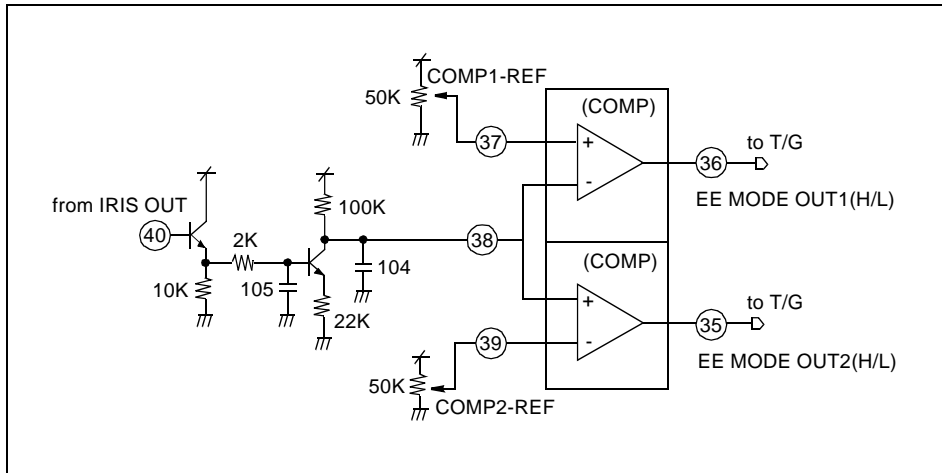 COMP1-REF
50K
(COMP)
37
+
-
to T/G
36
EE MODE OUT1(H/L)
from IRIS OUT
40
100K
2K
38
104
10K
105
22K
(COMP)
+
-
to T/G
35
EE MODE OUT2(H/L)
39
50K
COMP2-REF